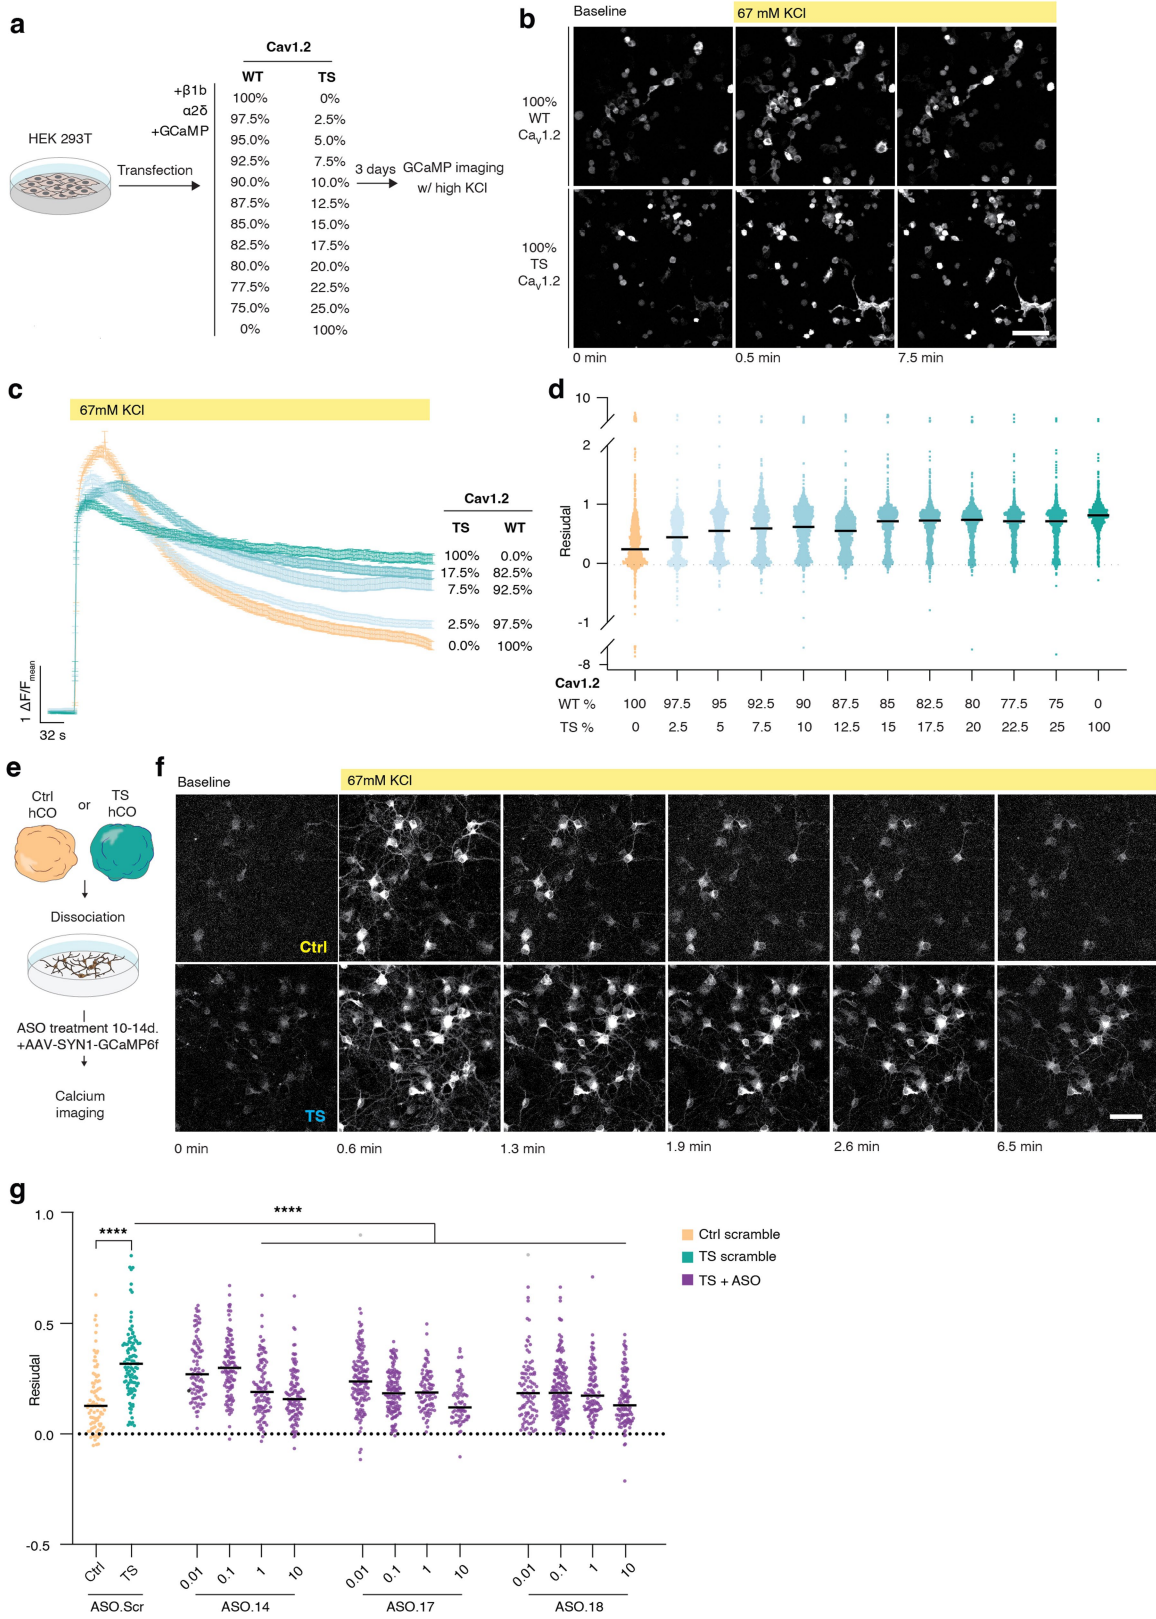 a
Cav1.2
WT TS
+β1b
α2δ
+GCaMP
100% 0%
97.5% 2.5%
95.0% 5.0%
92.5% 7.5%
90.0% 10.0%
87.5% 12.5%
85.0% 15.0%
82.5% 17.5%
80.0% 20.0%
77.5% 22.5%
75.0% 25.0%
0% 100%
HEK 293T
Transfection
3 days
GCaMP imaging
w/ high KCl
b
Baseline
67 mM KCl
100%
WT
CaV1.2
100%
TS
CaV1.2
0 min
0.5 min
7.5 min
c
67mM KCl
Cav1.2
TS WT
100% 0.0%
17.5% 82.5%
7.5% 92.5%
2.5% 97.5%
0.0% 100%
1 ΔF/Fmean
32 s
d
Resiudal
10
2
1
0
-1
-8
Cav1.2
WT % 100 97.5 95 92.5 90 87.5 85 82.5 80 77.5 75 0
TS % 0 2.5 5 7.5 10 12.5 15 17.5 20 22.5 25 100
e
Ctrl
hCO
or
TS
hCO
Dissociation
ASO treatment 10-14d.
+AAV-SYN1-GCaMP6f
Calcium
imaging
f
Baseline
67mM KCl
Ctrl
TS
0 min
0.6 min
1.3 min
1.9 min
2.6 min
6.5 min
g
Resiudal
1.0
0.5
0.0
-0.5
****
****
Ctrl scramble
TS scramble
TS + ASO
Ctrl TS 0.01 0.1 1 10 0.01 0.1 1 10 0.01 0.1 1 10
ASO.Scr ASO.14 ASO.17 ASO.18